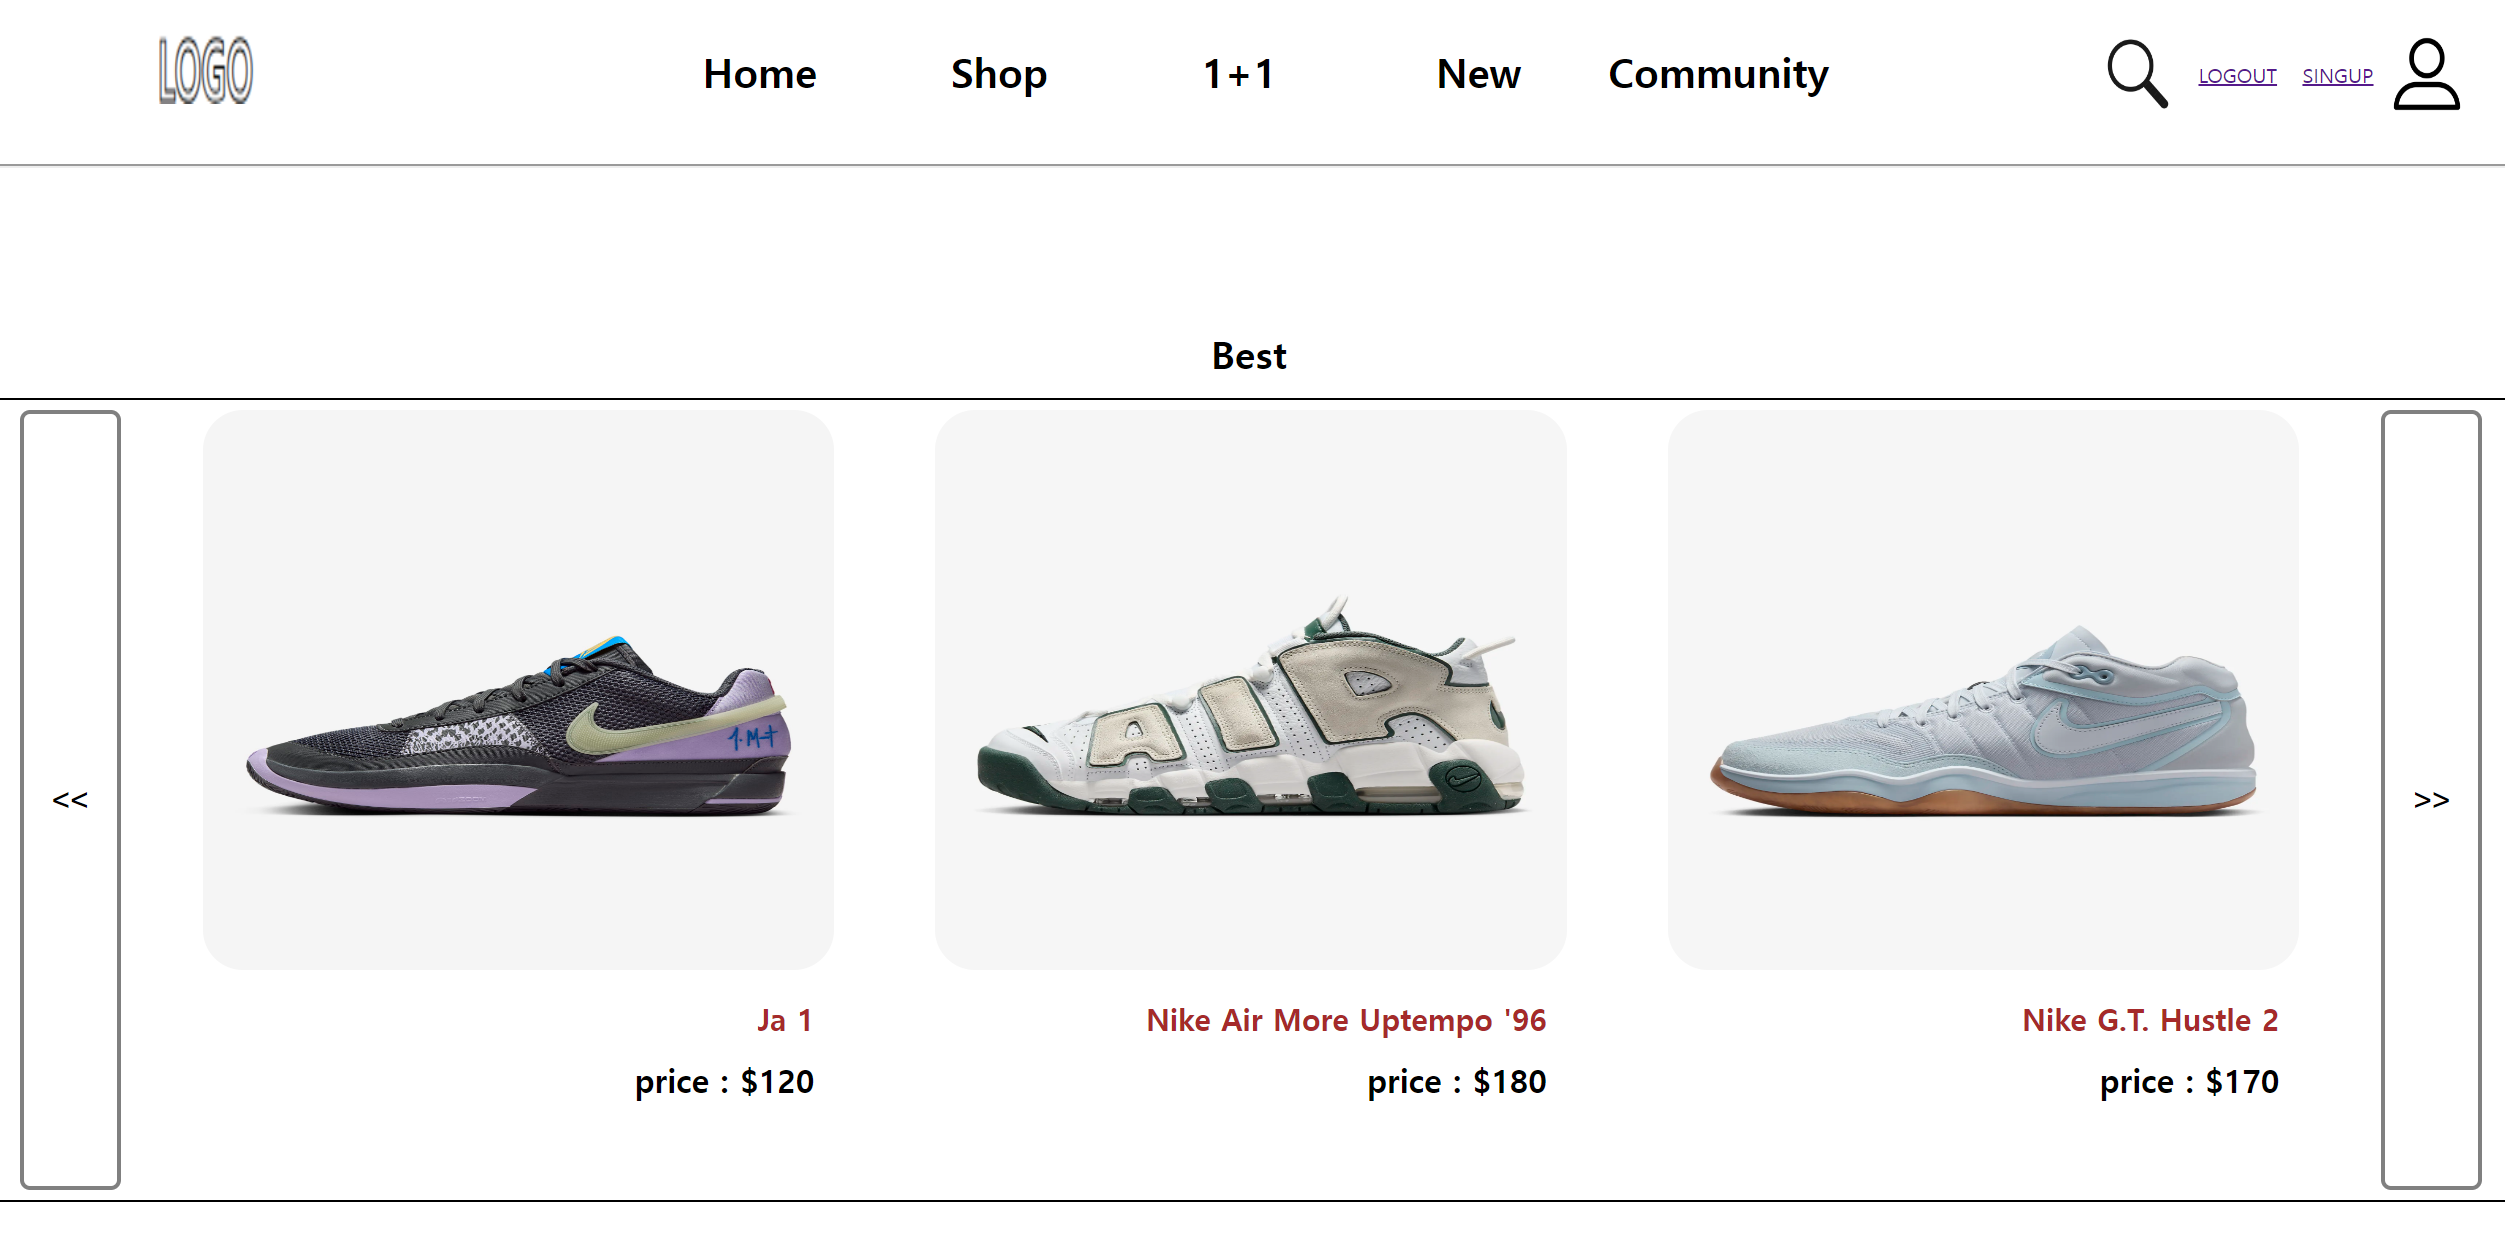 LOGO
Home Shop 1+1 New Community
LOGOUT SINGUP
Best
<< >>
Ja 1
price : $120
Nike Air More Uptempo '96
price : $180
Nike G.T. Hustle 2
price : $170